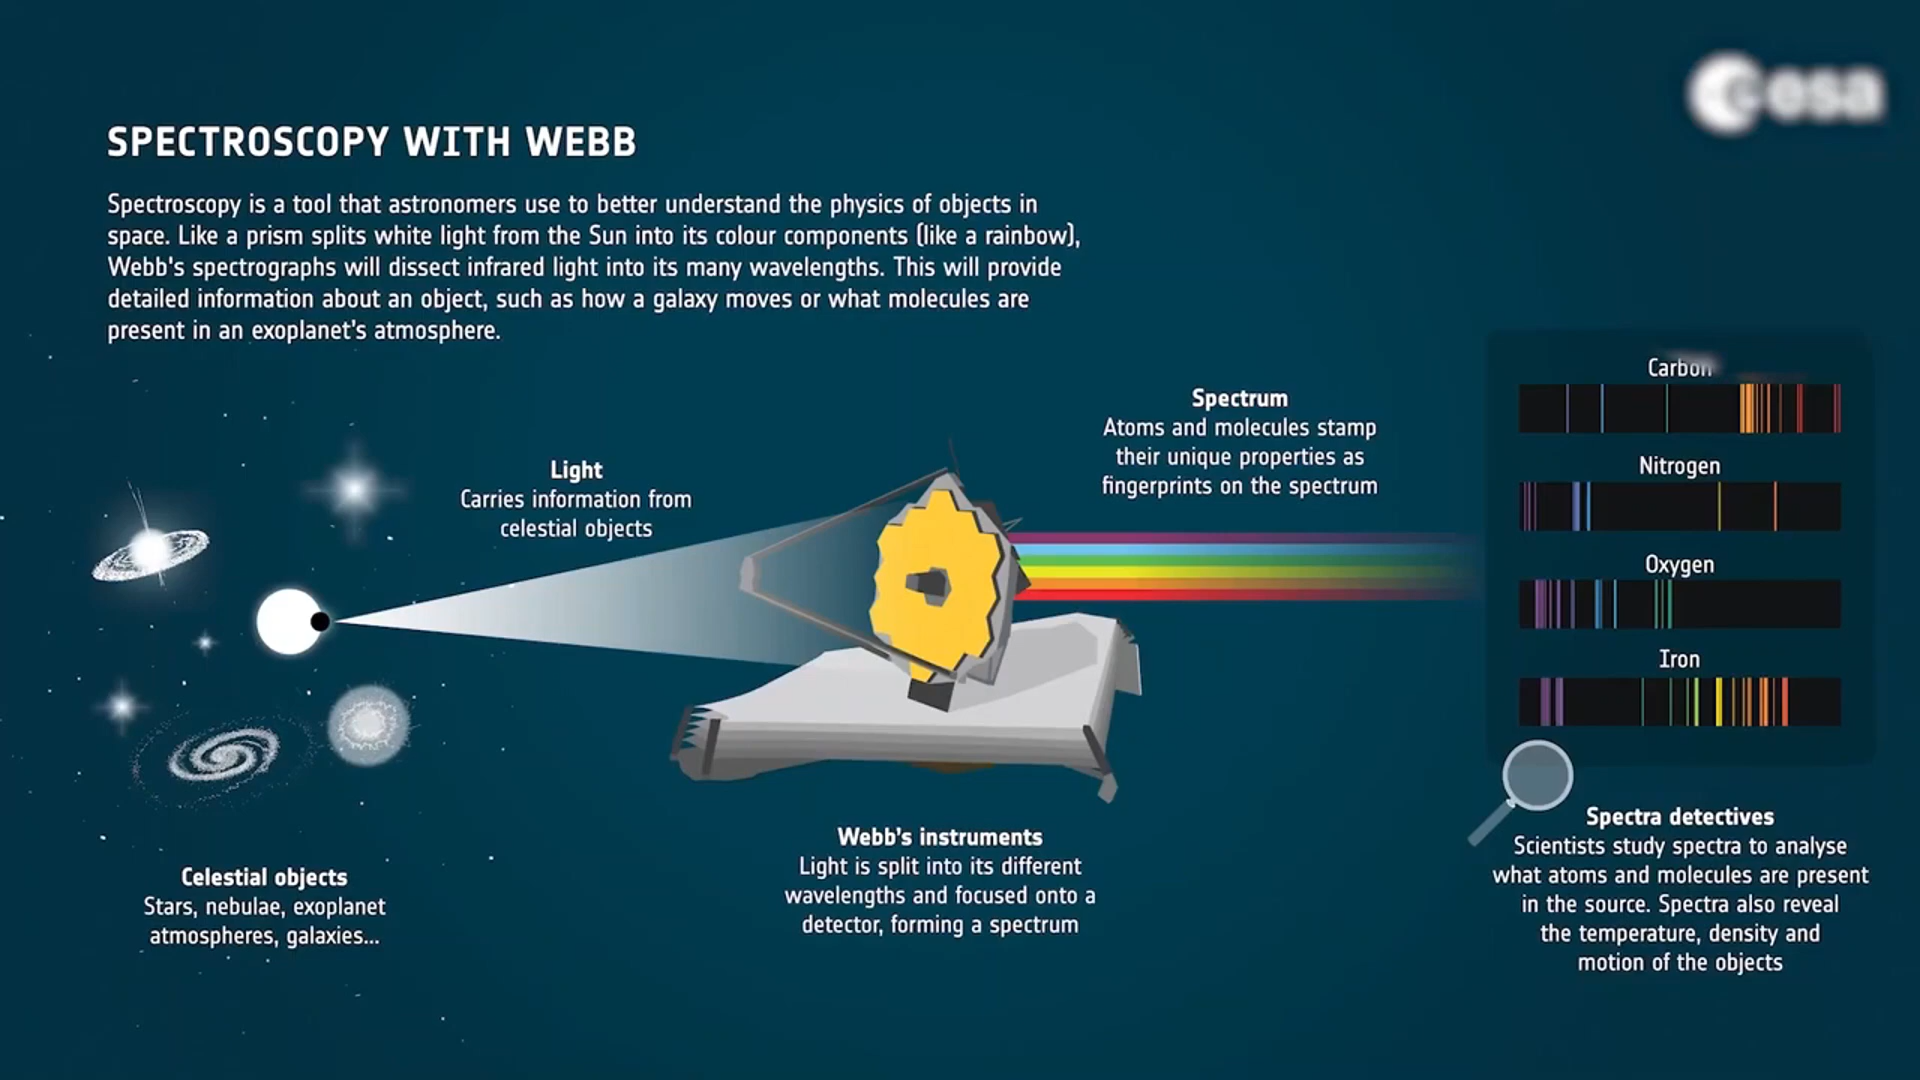 esa
SPECTROSCOPY WITH WEBB
Spectroscopy is a tool that astronomers use to better understand the physics of objects in
space. Like a prism splits white light from the Sun into its colour components (like a rainbow),
Webb's spectrographs will dissect infrared light into its many wavelengths. This will provide
detailed information about an object, such as how a galaxy moves or what molecules are
present in an exoplanet's atmosphere.
Light
Carries information from
celestial objects
Spectrum
Atoms and molecules stamp
their unique properties as
fingerprints on the spectrum
Carbon
Nitrogen
Oxygen
Iron
Celestial objects
Stars, nebulae, exoplanet
atmospheres, galaxies...
Webb's instruments
Light is split into its different
wavelengths and focused onto a
detector, forming a spectrum
Spectra detectives
Scientists study spectra to analyse
what atoms and molecules are present
in the source. Spectra also reveal
the temperature, density and
motion of the objects